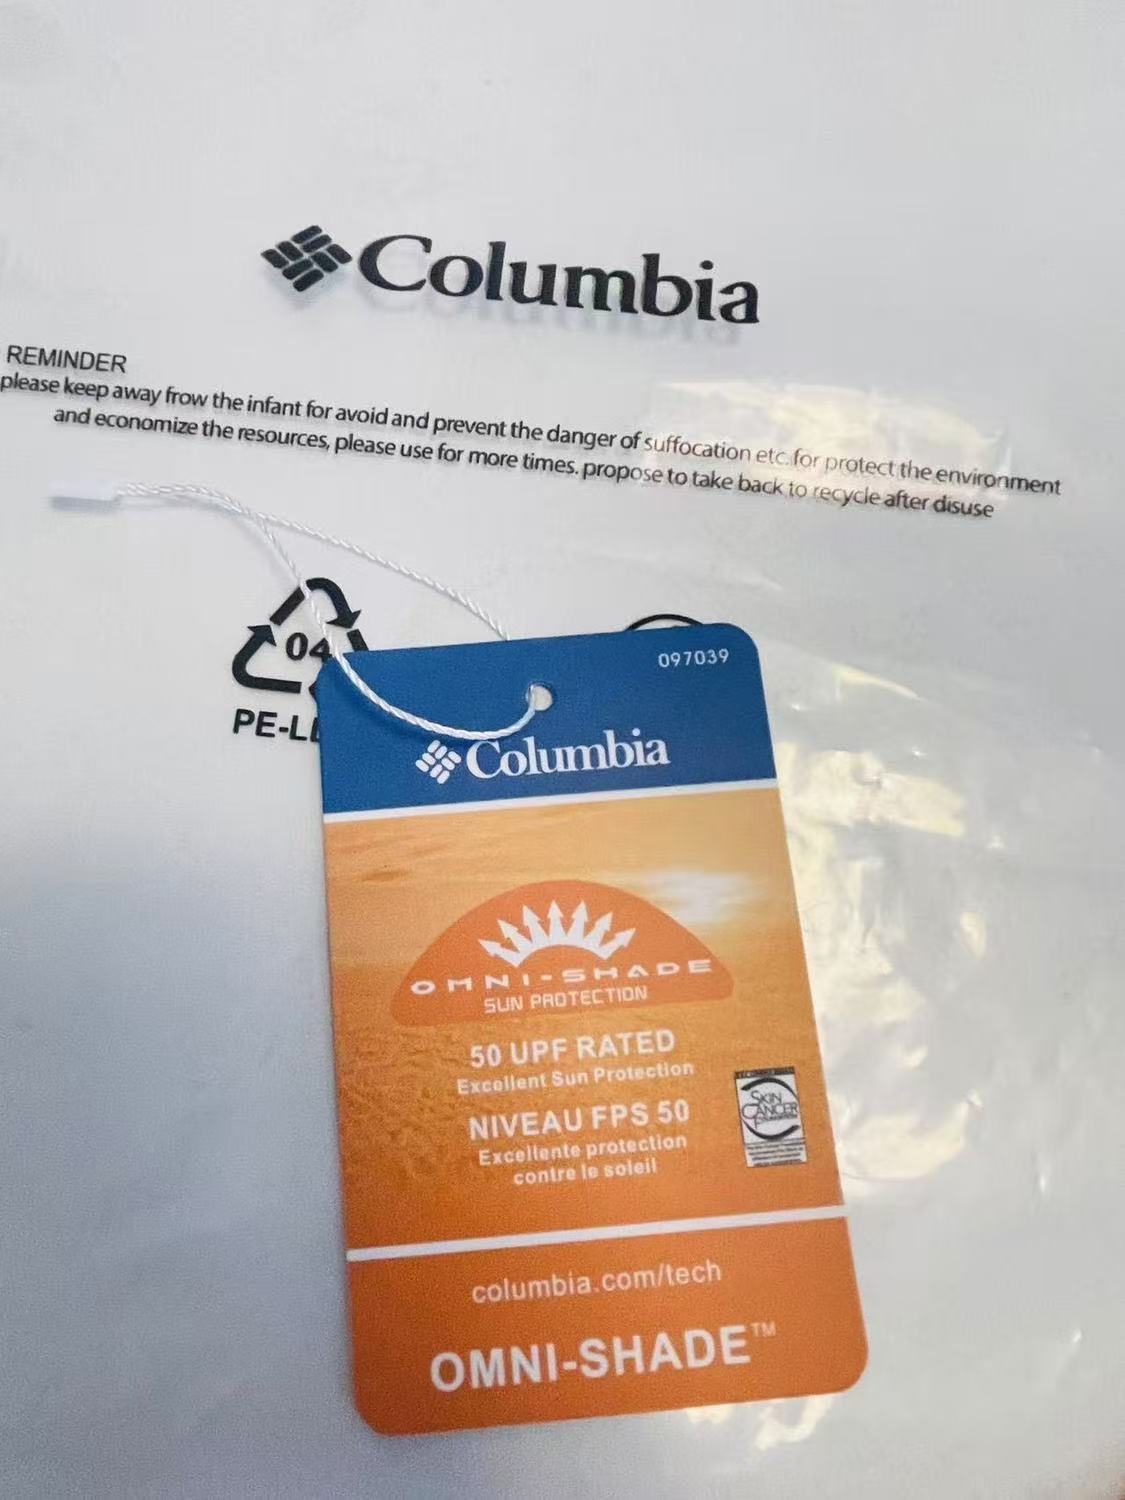 Columbia
REMINDER
please keep away frow the infant for avoid and prevent the danger of suffocation etc. for protect the environment
and economize the resources, please use for more times. propose to take back to recycle after disuse
04
PE-L
097039
Columbia
OMNI-SHADE
SUN PROTECTION
50 UPF RATED
Excellent Sun Protection
NIVEAU FPS 50
Excellente protection
contre le soleil
SKIN
CANCER
columbia.com/tech
OMNI-SHADE™